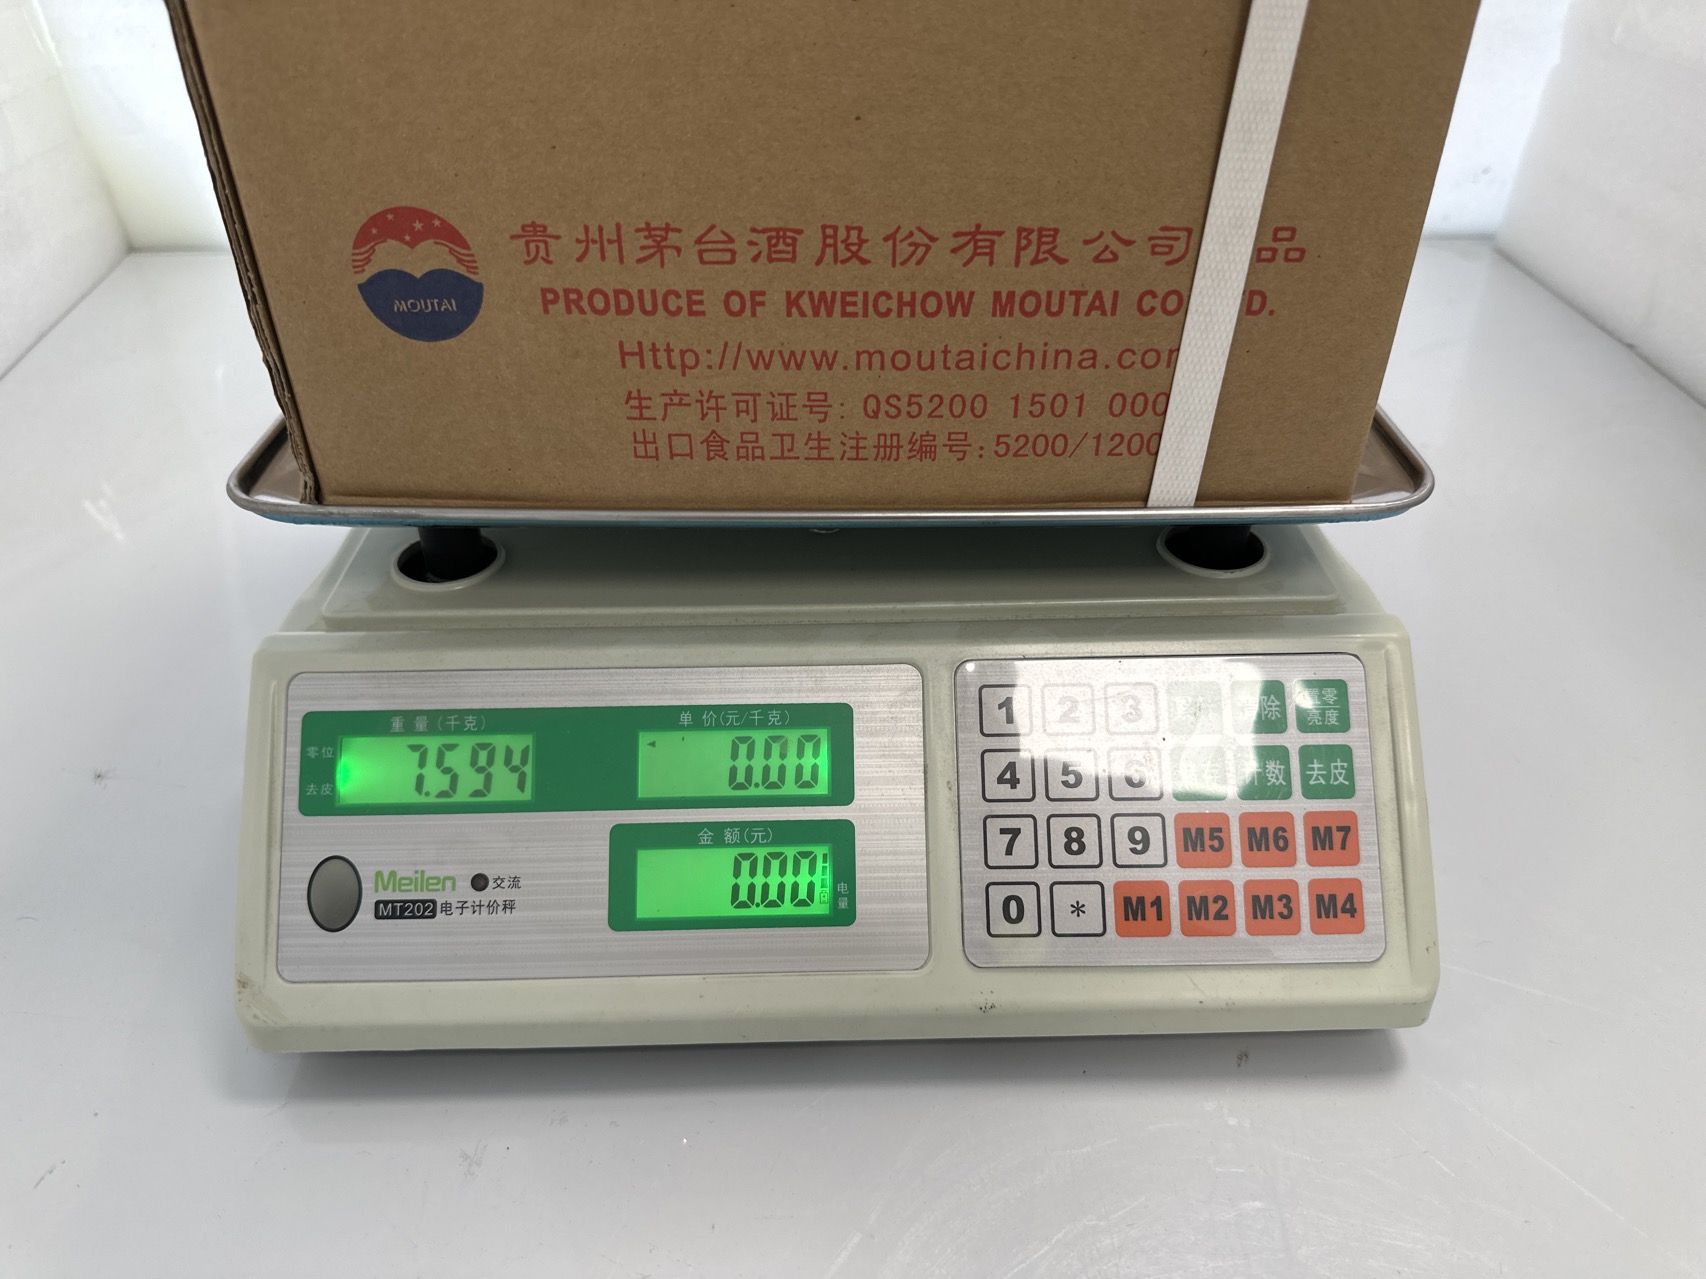 MOUTAI
贵州茅台酒股份有限公司 品
PRODUCE OF KWEICHOW MOUTAI CO D.
Http://www.moutaichina.com
生产许可证号: QS5200 1501 000
出口食品卫生注册编号:5200/1200
重量(千克)
单价(元/千克)
零位
去皮
7.594
0.00
金额(元)
0.00
电量
Meilen 交流
MT202 电子计价秤
1 2 3 除 置零 亮度
4 5 6 计数 去皮
7 8 9 M5 M6 M7
0 * M1 M2 M3 M4